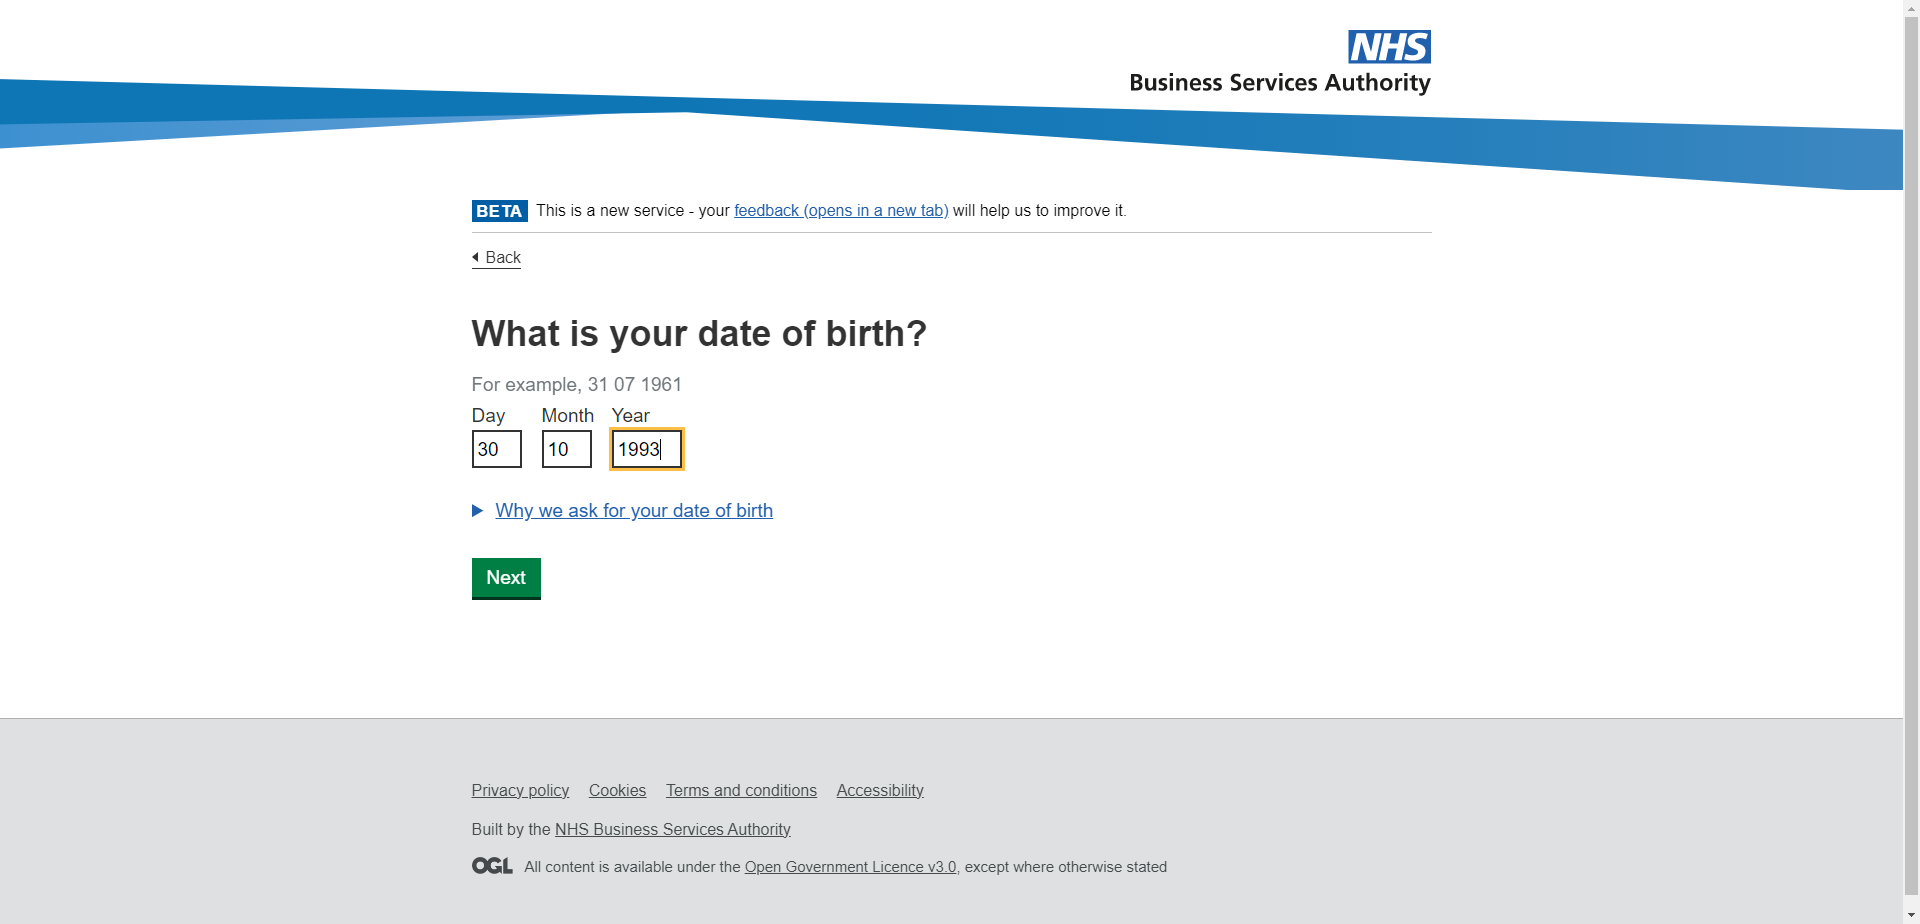 NHS
Business Services Authority
BETA This is a new service - your feedback (opens in a new tab) will help us to improve it.
Back
What is your date of birth?
For example, 31 07 1961
Day Month Year
30 10 1993
Why we ask for your date of birth
Next
Privacy policy Cookies Terms and conditions Accessibility
Built by the NHS Business Services Authority
OGL All content is available under the Open Government Licence v3.0, except where otherwise stated